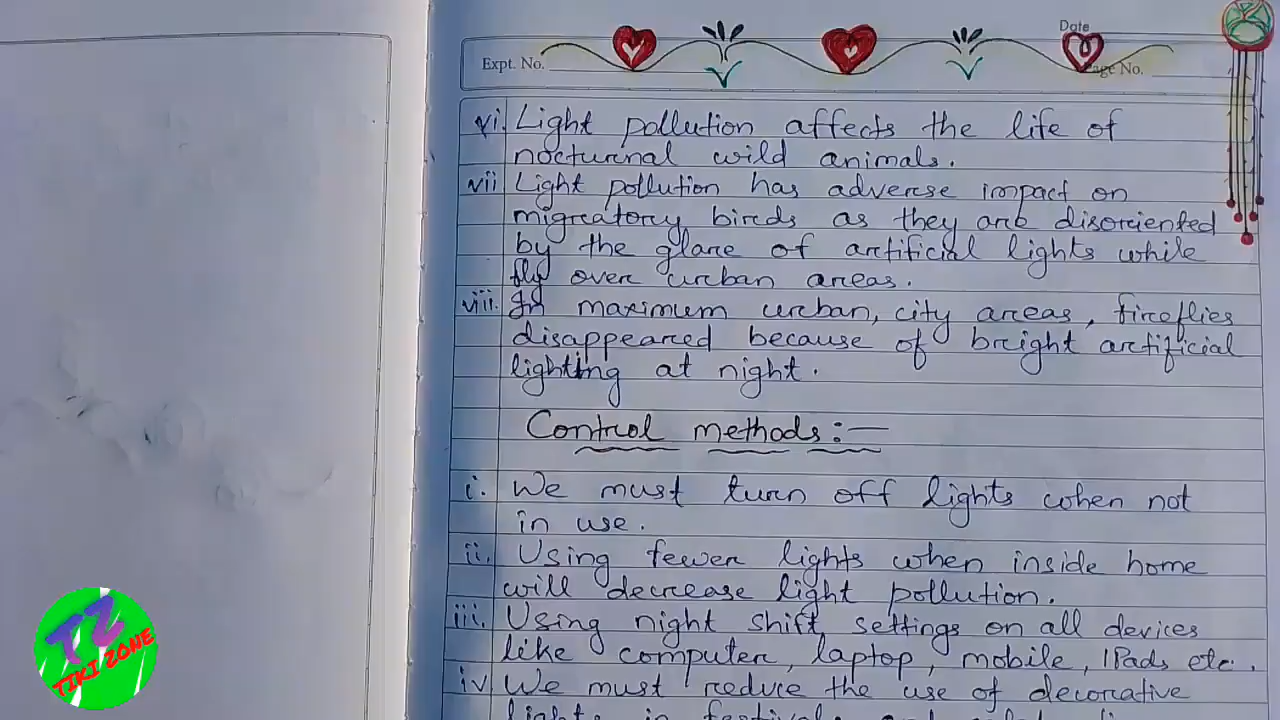 Date
Expt. No.
Page No.
vi. Light pollution affects the life of
nocturnal wild animals.
vii Light pollution has adverse impact on
migratory birds as they are disoriented
by the glare of artificial lights while
fly over urban areas.
viii. In maximum urban, city areas, fireflies
disappeared because of bright artificial
lighting at night.
Control methods:—
i. We must turn off lights when not
in use.
ii. Using fewer lights when inside home
will decrease light pollution.
iii. Using night shift settings on all devices
like computer, laptop, mobile, IPads etc.
iv We must reduce the use of decorative
lights in festivals and
TZ
TIKI ZONE